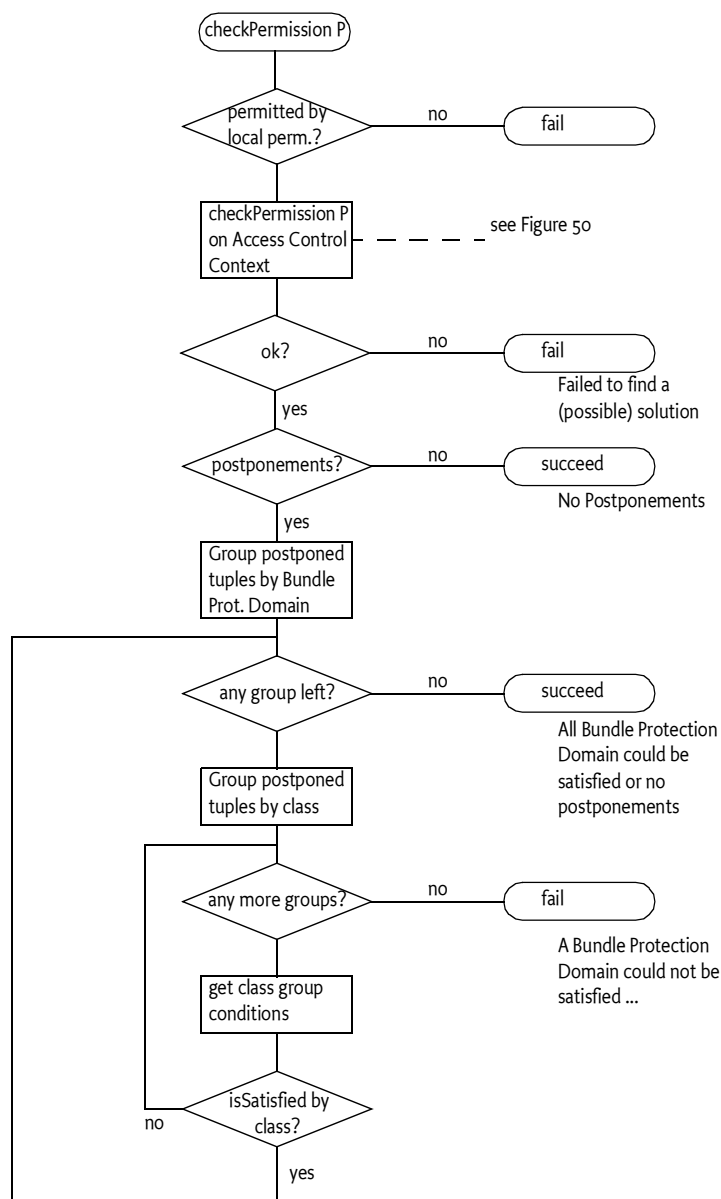 checkPermission P
permitted by
local perm.?
no
fail
checkPermission P
on Access Control
Context
see Figure 50
ok?
no
fail
Failed to find a
(possible) solution
yes
postponements?
no
succeed
No Postponements
yes
Group postponed
tuples by Bundle
Prot. Domain
any group left?
no
succeed
All Bundle Protection
Domain could be
satisfied or no
postponements
Group postponed
tuples by class
any more groups?
no
fail
A Bundle Protection
Domain could not be
satisfied ...
get class group
conditions
isSatisfied by
class?
no
yes